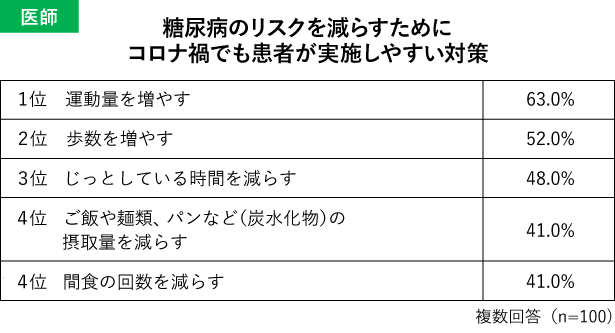 医師
糖尿病のリスクを減らすために
コロナ禍でも患者が実施しやすい対策
1位 運動量を増やす 63.0%
2位 歩数を増やす 52.0%
3位 じっとしている時間を減らす 48.0%
4位 ご飯や麺類、パンなど(炭水化物)の
摂取量を減らす 41.0%
4位 間食の回数を減らす 41.0%
複数回答（n=100）